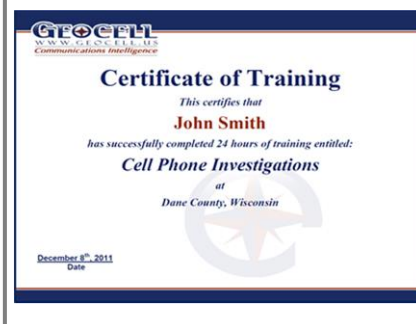 GEOCELL
WWW.GEOCELL.US
Communications Intelligence
Certificate of Training
This certifies that
John Smith
has successfully completed 24 hours of training entitled:
Cell Phone Investigations
at
Dane County, Wisconsin
December 8th, 2011
Date